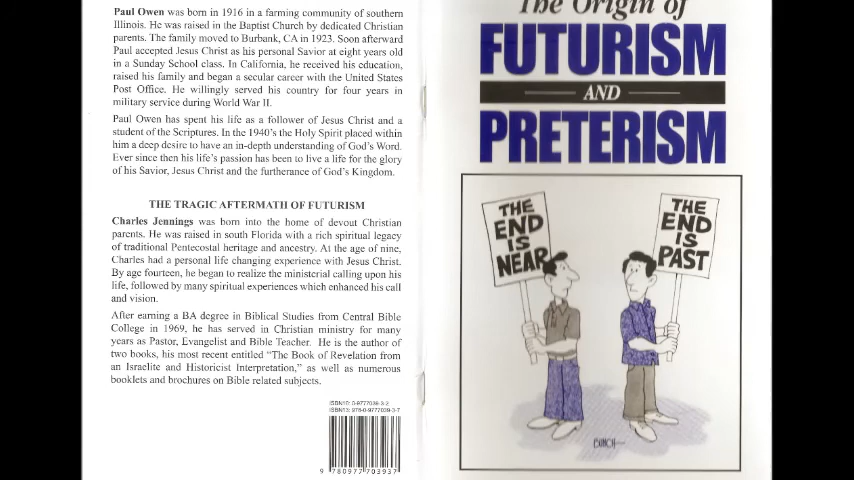 Paul Owen was born in 1916 in a farming community of southern
Illinois. He was raised in the Baptist Church by dedicated Christian
parents. The family moved to Burbank, CA in 1923. Soon afterward
Paul accepted Jesus Christ as his personal Savior at eight years old
in a Sunday School class. In California, he received his education,
raised his family and began a secular career with the United States
Post Office. He willingly served his country for four years in
military service during World War II.
Paul Owen has spent his life as a follower of Jesus Christ and a
student of the Scriptures. In the 1940's the Holy Spirit placed within
him a deep desire to have an in-depth understanding of God's Word.
Ever since then his life's passion has been to live a life for the glory
of his Savior, Jesus Christ and the furtherance of God's Kingdom.
THE TRAGIC AFTERMATH OF FUTURISM
Charles Jennings was born into the home of devout Christian
parents. He was raised in south Florida with a rich spiritual legacy
of traditional Pentecostal heritage and ancestry. At the age of nine,
Charles had a personal life changing experience with Jesus Christ.
By age fourteen, he began to realize the ministerial calling upon his
life, followed by many spiritual experiences which enhanced his call
and vision.
After earning a BA degree in Biblical Studies from Central Bible
College in 1969, he has served in Christian ministry for many
years as Pastor, Evangelist and Bible Teacher. He is the author of
two books, his most recent entitled “The Book of Revelation from
an Israelite and Historicist Interpretation,” as well as numerous
booklets and brochures on Bible related subjects.
ISBN10: 0-9777039-3-2
ISBN13: 978-0-9777039-3-7
9 780977 703937
The Origin of
FUTURISM
AND
PRETERISM
THE
END
IS
NEAR
THE
END
IS
PAST
BUNCH